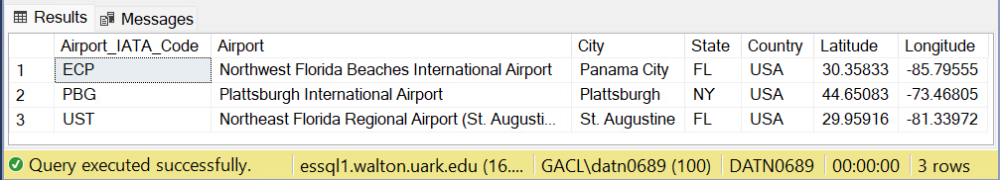 Results Messages
Airport_IATA_Code Airport City State Country Latitude Longitude
1 ECP Northwest Florida Beaches International Airport Panama City FL USA 30.35833 -85.79555
2 PBG Plattsburgh International Airport Plattsburgh NY USA 44.65083 -73.46805
3 UST Northeast Florida Regional Airport (St. Augusti... St. Augustine FL USA 29.95916 -81.33972
Query executed successfully. essql1.walton.uark.edu (16.... GACL\datn0689 (100) DATN0689 00:00:00 3 rows